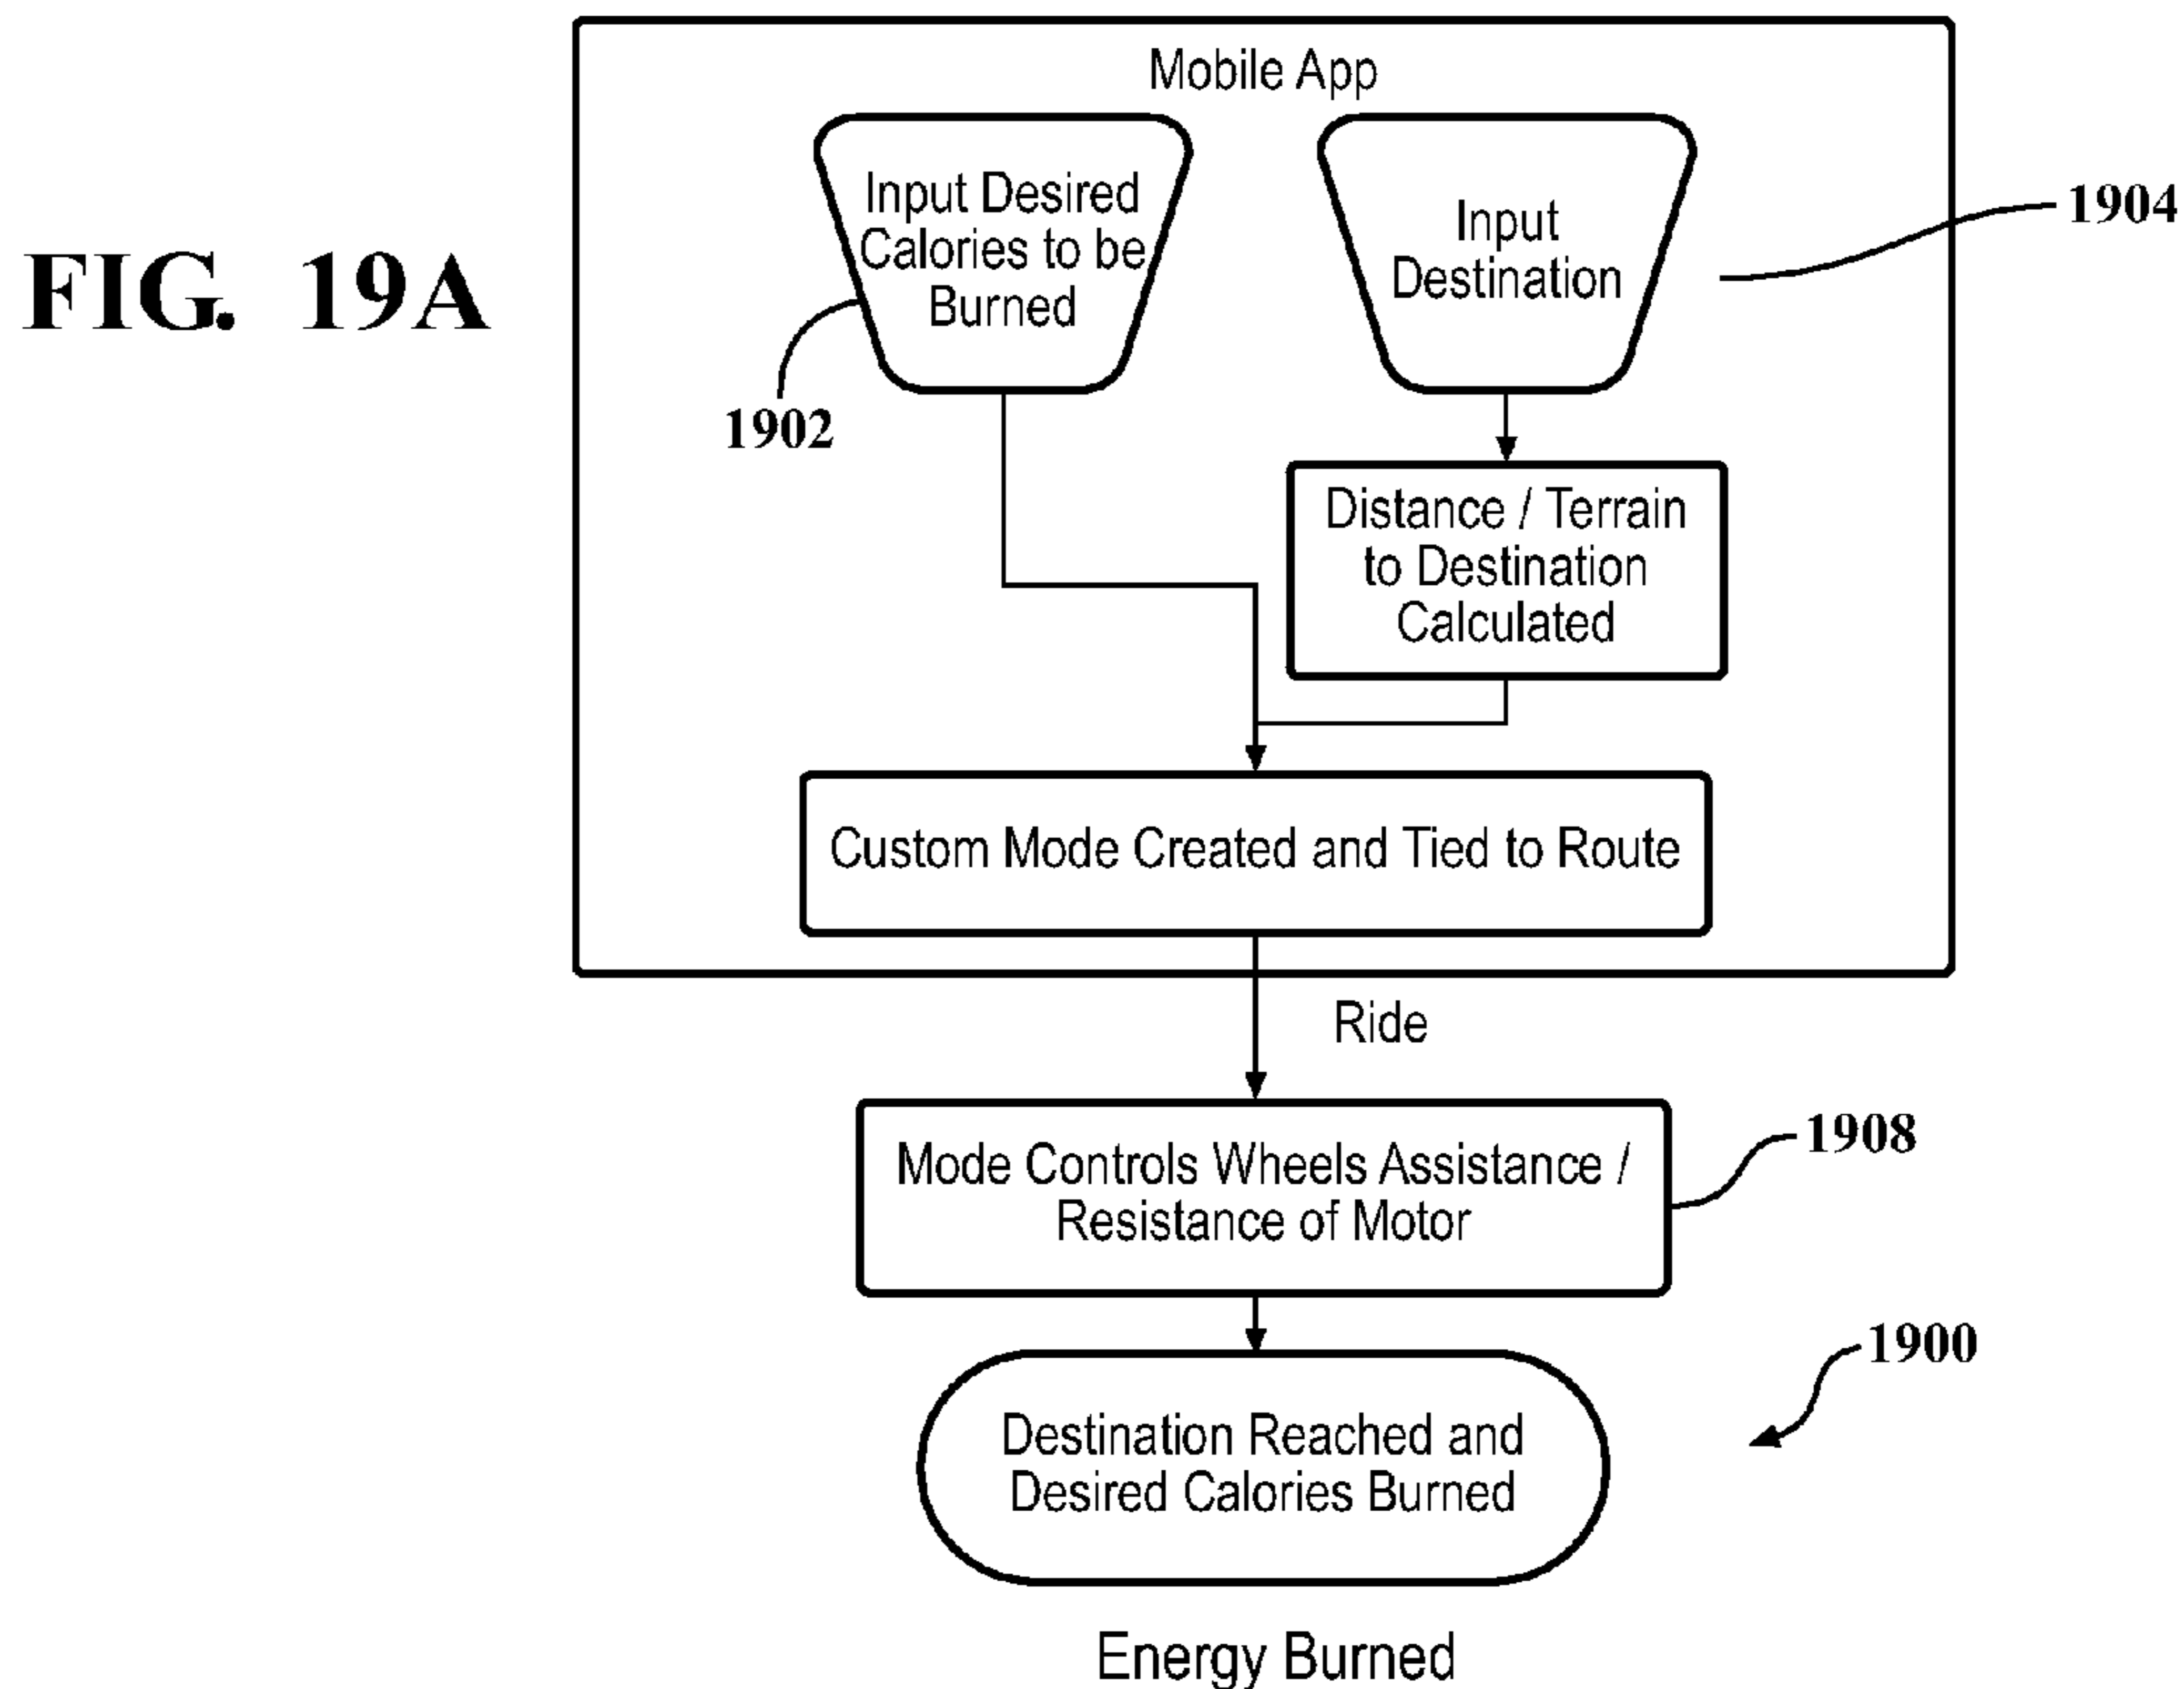 Mobile App
FIG. 19A
Input Desired
Calories to be
Burned
Input
Destination
1904
1902
Distance / Terrain
to Destination
Calculated
Custom Mode Created and Tied to Route
Ride
Mode Controls Wheels Assistance /
Resistance of Motor
1908
1900
Destination Reached and
Desired Calories Burned
Energy Burned